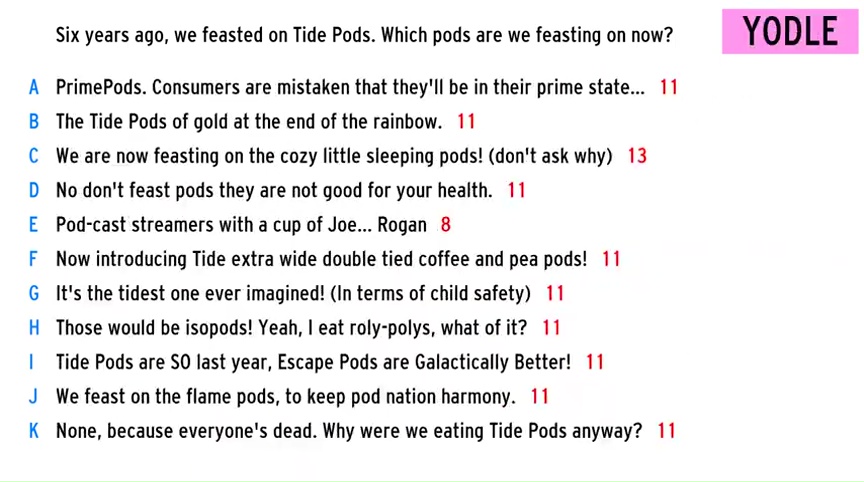 Six years ago, we feasted on Tide Pods. Which pods are we feasting on now?
YODLE
A PrimePods. Consumers are mistaken that they'll be in their prime state... 11
B The Tide Pods of gold at the end of the rainbow. 11
C We are now feasting on the cozy little sleeping pods! (don't ask why) 13
D No don't feast pods they are not good for your health. 11
E Pod-cast streamers with a cup of Joe... Rogan 8
F Now introducing Tide extra wide double tied coffee and pea pods! 11
G It's the tidest one ever imagined! (In terms of child safety) 11
H Those would be isopods! Yeah, I eat roly-polys, what of it? 11
I Tide Pods are SO last year, Escape Pods are Galactically Better! 11
J We feast on the flame pods, to keep pod nation harmony. 11
K None, because everyone's dead. Why were we eating Tide Pods anyway? 11